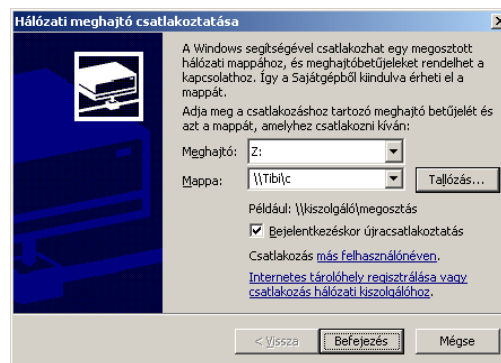 Hálózati meghajtó csatlakoztatása
A Windows segítségével csatlakozhat egy megosztott
hálózati mappához, és meghajtóbetűjeleket rendelhet a
kapcsolathoz. Így a Sajátgépből kiindulva érheti el a
mappát.
Adja meg a csatlakozáshoz tartozó meghajtó betűjelét és
azt a mappát, amelyhez csatlakozni kíván:
Meghajtó: Z:
Mappa: \\Tibi\c Tallózás...
Például: \\kiszolgáló\megosztás
Bejelentkezéskor újracsatlakoztatás
Csatlakozás más felhasználónéven.
Internetes tárolóhely regisztrálása vagy
csatlakozás hálózati kiszolgálóhoz.
< Vissza Befejezés Mégse